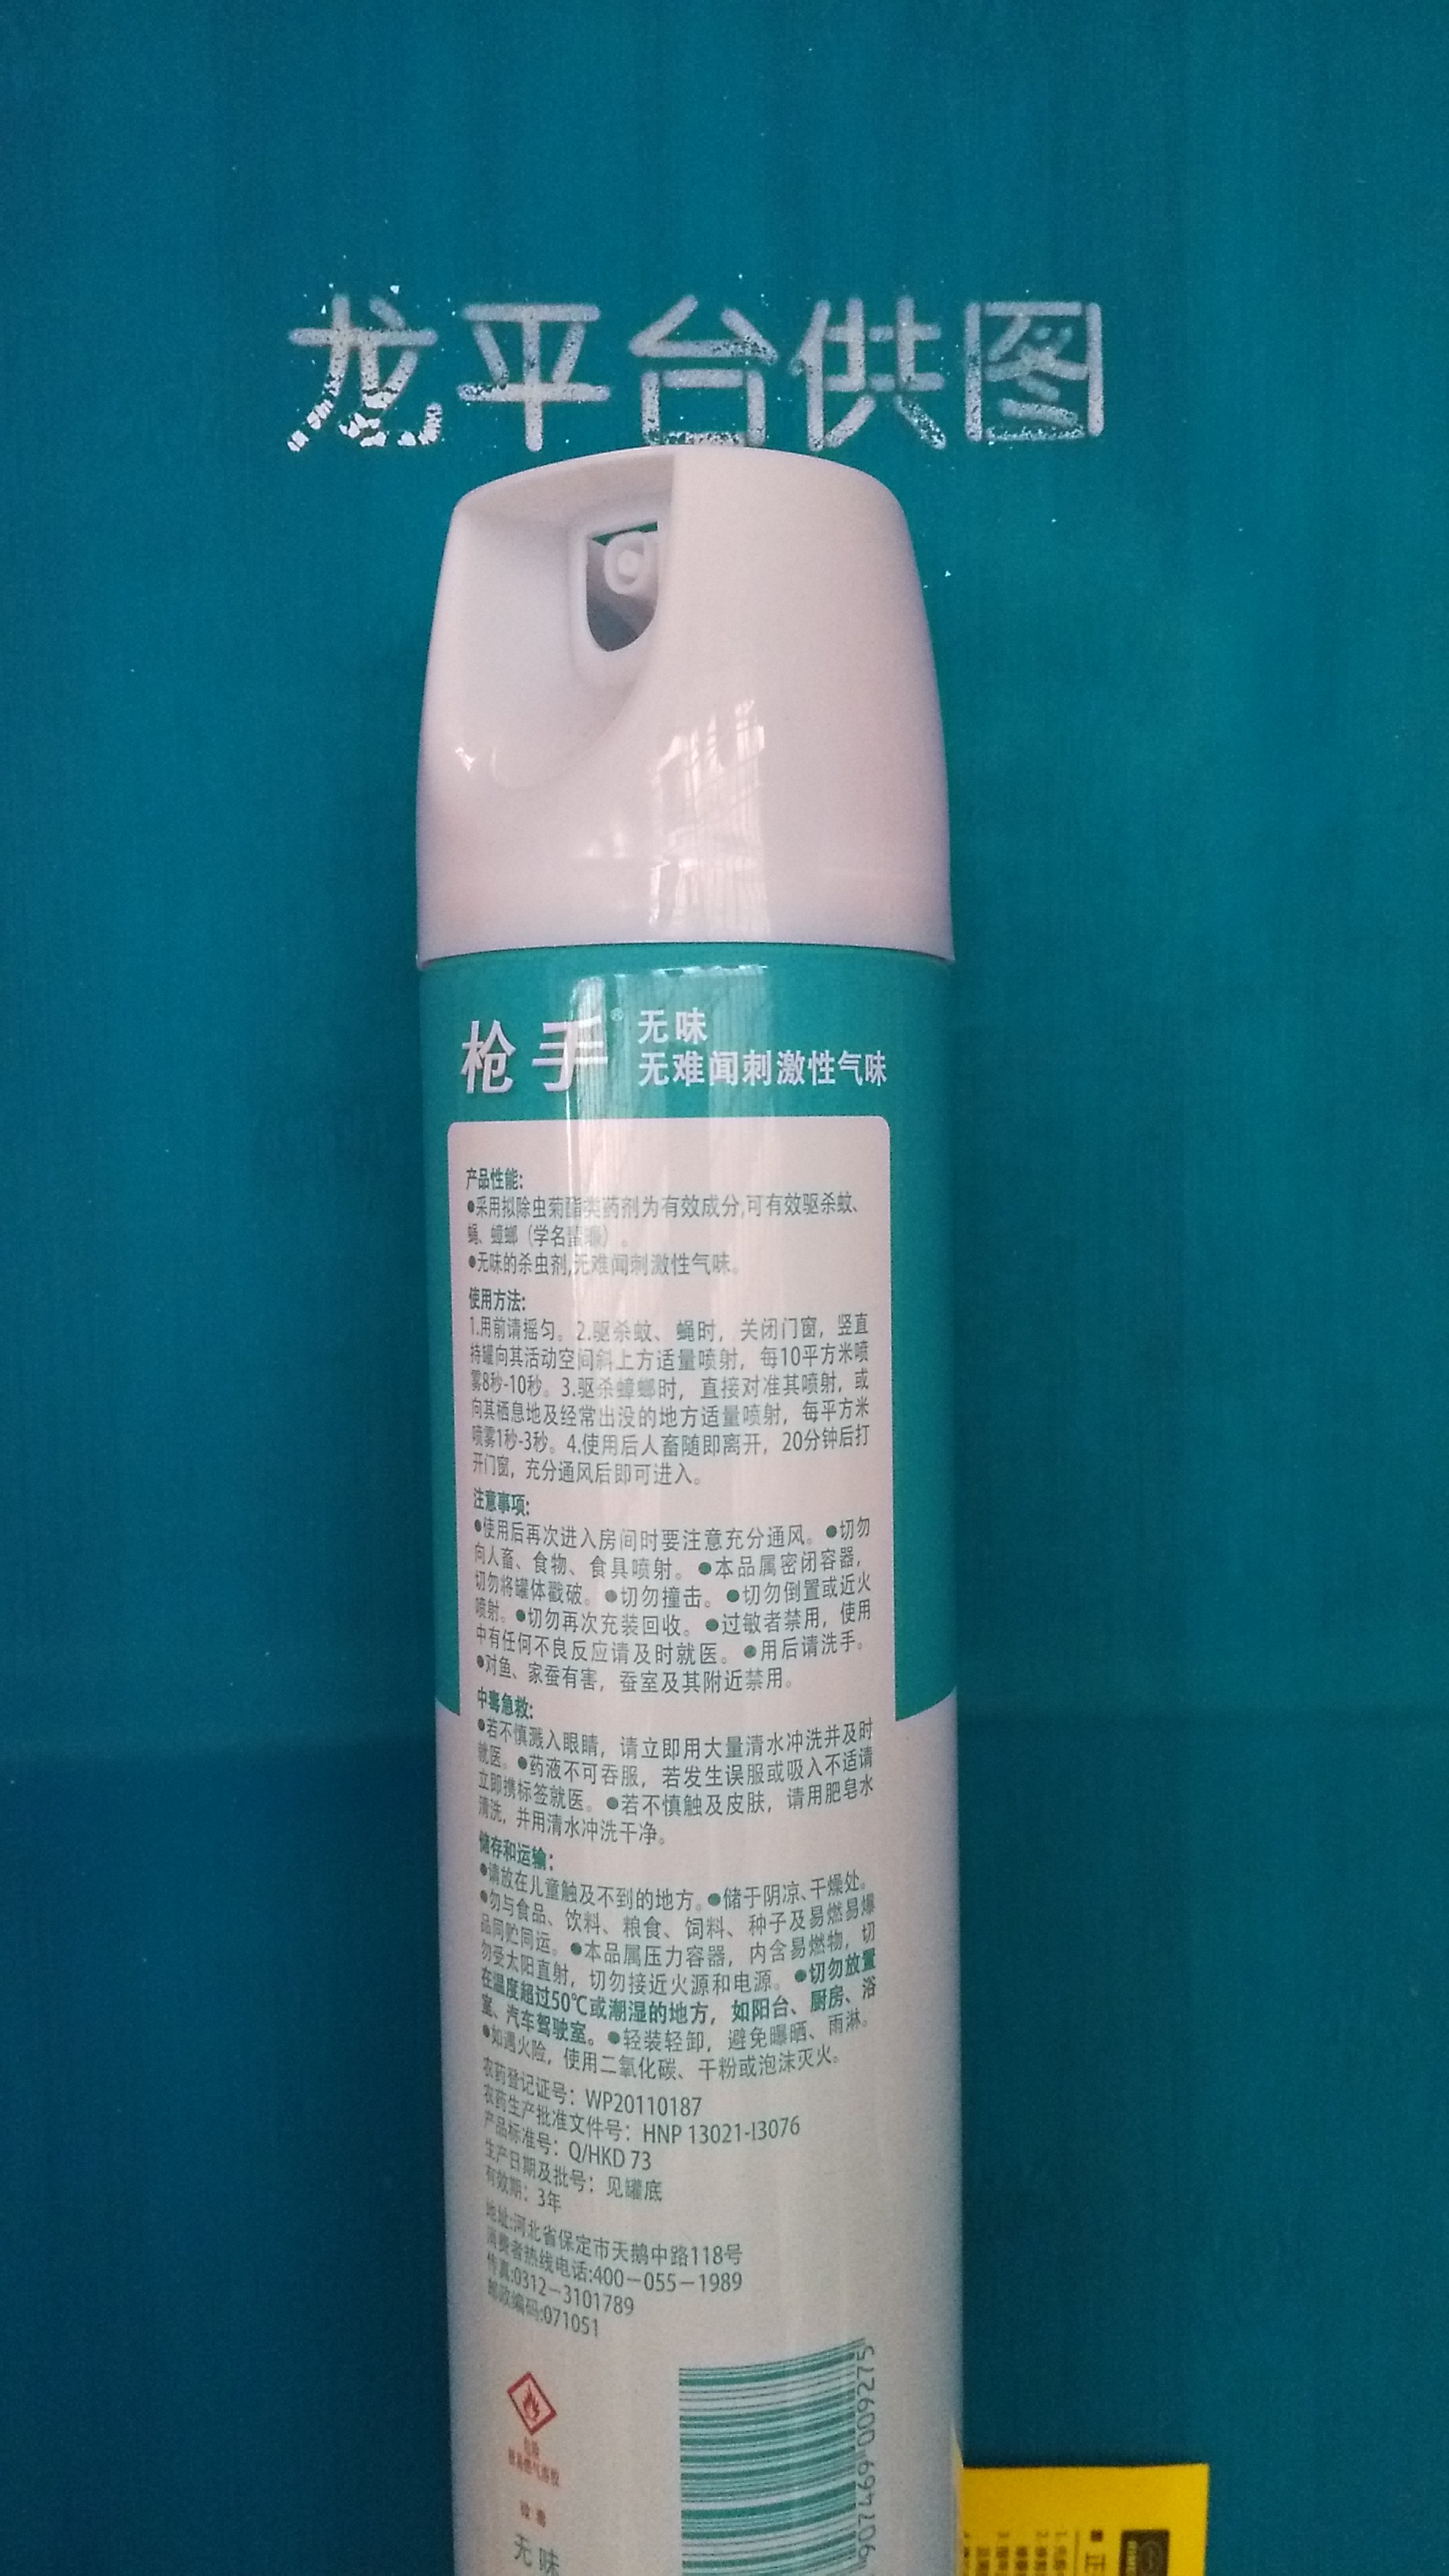 龙平台供图
枪手® 无味
无难闻刺激性气味
产品性能:
●采用拟除虫菊酯类药剂为有效成分,可有效驱杀蚊、
蝇、蟑螂（学名蜚蠊）。
●无味的杀虫剂,无难闻刺激性气味。
使用方法:
1.用前请摇匀。2.驱杀蚊、蝇时，关闭门窗，竖直
持罐向其活动空间斜上方适量喷射，每10平方米喷
雾8秒-10秒。3.驱杀蟑螂时，直接对准其喷射，或
向其栖息地及经常出没的地方适量喷射，每平方米
喷雾1秒-3秒。4.使用后人畜随即离开，20分钟后打
开门窗，充分通风后即可进入。
注意事项:
●使用后再次进入房间时要注意充分通风。●切勿
向人畜、食物、食具喷射。●本品属密闭容器，
切勿将罐体戳破。●切勿撞击。●切勿倒置或近火
喷射。●切勿再次充装回收。●过敏者禁用，使用
中有任何不良反应请及时就医。●用后请洗手。
●对鱼、家蚕有害，蚕室及其附近禁用。
中毒急救:
●若不慎溅入眼睛，请立即用大量清水冲洗并及时
就医。●药液不可吞服，若发生误服或吸入不适请
立即携标签就医。●若不慎触及皮肤，请用肥皂水
清洗，并用清水冲洗干净。
储存和运输:
●请放在儿童触及不到的地方。●储于阴凉、干燥处。
●勿与食品、饮料、粮食、饲料、种子及易燃易爆
品同贮同运。●本品属压力容器，内含易燃物，切
勿受太阳直射，切勿接近火源和电源。●切勿放置
在温度超过50℃或潮湿的地方，如阳台、厨房、浴
室、汽车驾驶室。●轻装轻卸，避免曝晒、雨淋。
●如遇火险，使用二氧化碳、干粉或泡沫灭火。
农药登记证号：WP20110187
农药生产批准文件号：HNP 13021-I3076
产品标准号：Q/HKD 73
生产日期及批号：见罐底
有效期：3年
地址:河北省保定市天鹅中路118号
消费者热线电话:400－055－1989
传真:0312－3101789
邮政编码:071051
907469 009275
危险
极易燃气溶胶
微毒
无味
正